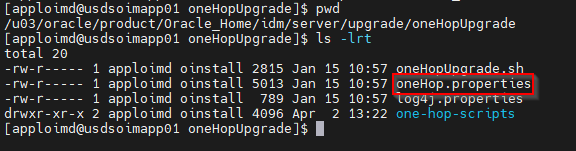 [apploimd@usdsoimapp01 oneHopUpgrade]$ pwd
/u03/oracle/product/Oracle_Home/idm/server/upgrade/oneHopUpgrade
[apploimd@usdsoimapp01 oneHopUpgrade]$ ls -lrt
total 20
-rw-r----- 1 apploimd oinstall 2815 Jan 15 10:57 oneHopUpgrade.sh
-rw-r----- 1 apploimd oinstall 5013 Jan 15 10:57 oneHop.properties
-rw-r----- 1 apploimd oinstall  789 Jan 15 10:57 log4j.properties
drwxr-xr-x 2 apploimd oinstall 4096 Apr  2 13:22 one-hop-scripts
[apploimd@usdsoimapp01 oneHopUpgrade]$